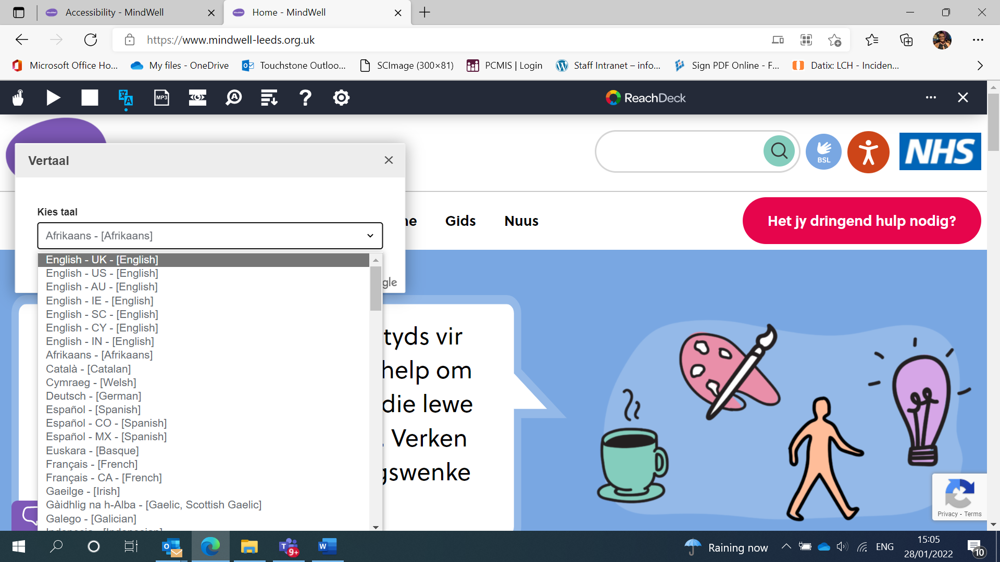 Accessibility - MindWell
Home - MindWell
https://www.mindwell-leeds.org.uk
Microsoft Office Ho...
My files - OneDrive
Touchstone Outloo...
SCImage (300×81)
PCMIS | Login
Staff Intranet – info...
Sign PDF Online - F...
Datix: LCH - Inciden...
MP3
ReachDeck
BSL
NHS
Vertaal
Kies taal
Afrikaans - [Afrikaans]
Gids
Nuus
Het jy dringend hulp nodig?
English - UK - [English]
English - US - [English]
English - AU - [English]
English - IE - [English]
English - SC - [English]
English - CY - [English]
English - IN - [English]
Afrikaans - [Afrikaans]
Català - [Catalan]
Cymraeg - [Welsh]
Deutsch - [German]
Español - [Spanish]
Español - CO - [Spanish]
Español - MX - [Spanish]
Euskara - [Basque]
Français - [French]
Français - CA - [French]
Gaeilge - [Irish]
Gàidhlig na h-Alba - [Gaelic, Scottish Gaelic]
Galego - [Galician]
tyds vir
help om
die lewe
. Verken
gswenke
Privacy - Terms
9+
Raining now
ENG
15:05
28/01/2022
10